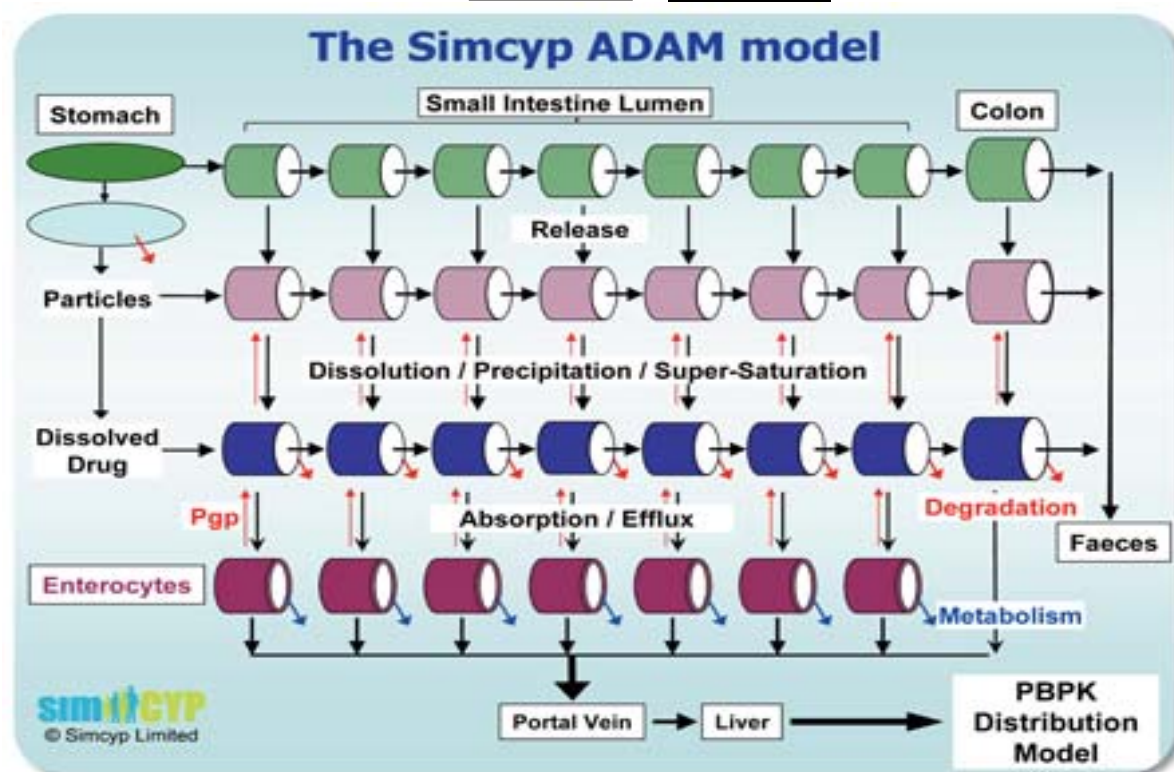 The Simcyp ADAM model
Stomach
Small Intestine Lumen
Colon
Release
Particles
Dissolution / Precipitation / Super-Saturation
Dissolved
Drug
Pgp
Absorption / Efflux
Degradation
Faeces
Enterocytes
Metabolism
simCYP
© Simcyp Limited
Portal Vein
Liver
PBPK
Distribution
Model